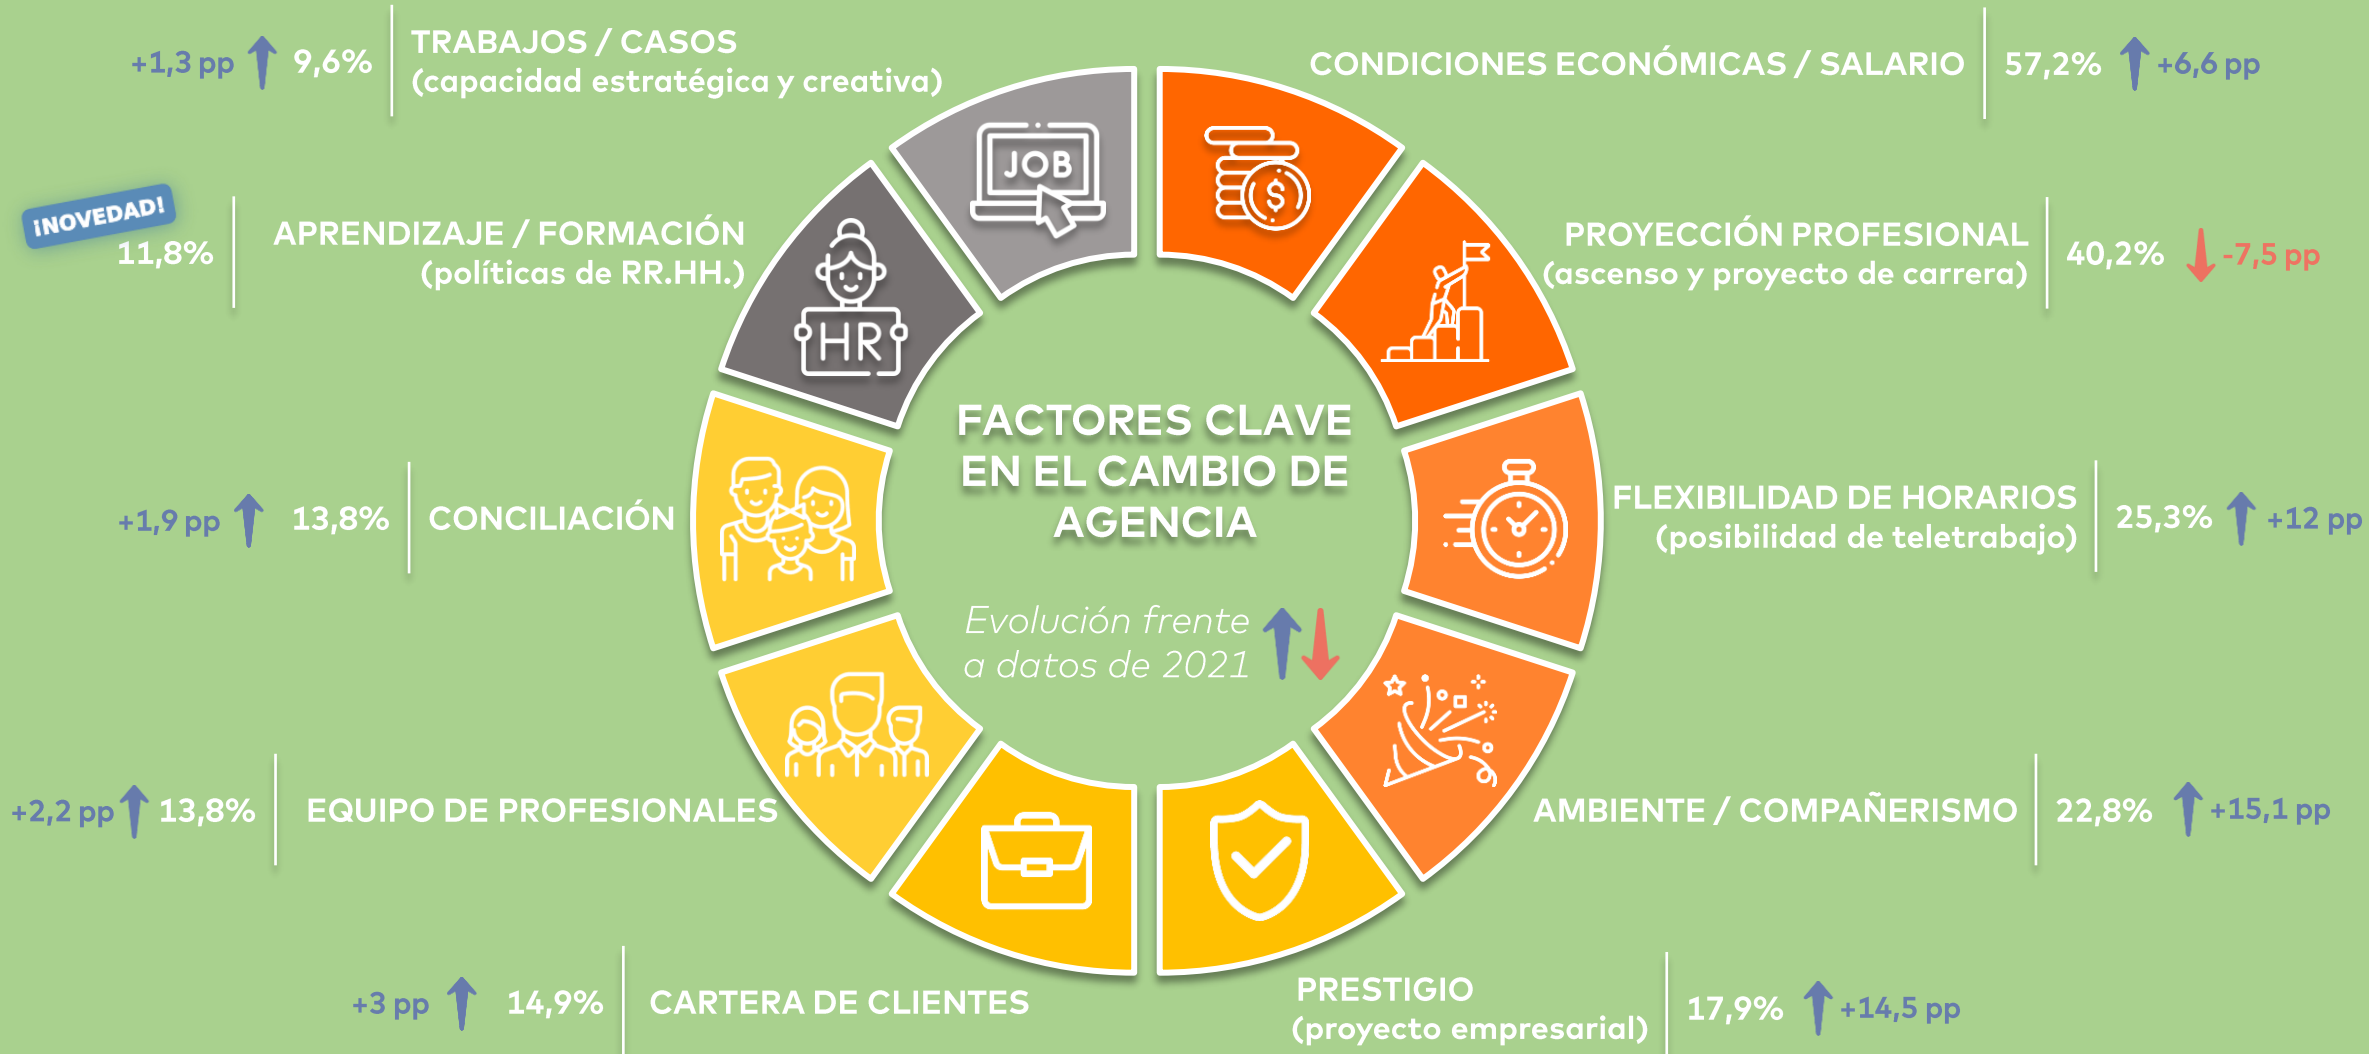 FACTORES CLAVE
EN EL CAMBIO DE
AGENCIA
Evolución frente
a datos de 2021
CONDICIONES ECONÓMICAS / SALARIO
57,2%
+6,6 pp
PROYECCIÓN PROFESIONAL
(ascenso y proyecto de carrera)
40,2%
-7,5 pp
FLEXIBILIDAD DE HORARIOS
(posibilidad de teletrabajo)
25,3%
+12 pp
AMBIENTE / COMPAÑERISMO
22,8%
+15,1 pp
PRESTIGIO
(proyecto empresarial)
17,9%
+14,5 pp
CARTERA DE CLIENTES
14,9%
+3 pp
EQUIPO DE PROFESIONALES
13,8%
+2,2 pp
CONCILIACIÓN
13,8%
+1,9 pp
APRENDIZAJE / FORMACIÓN
(políticas de RR.HH.)
11,8%
¡NOVEDAD!
TRABAJOS / CASOS
(capacidad estratégica y creativa)
9,6%
+1,3 pp
JOB
HR
$